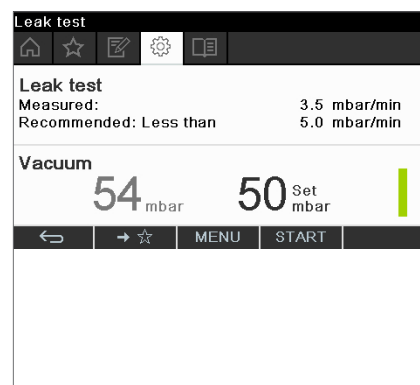 Leak test
Leak test
Measured: 3.5 mbar/min
Recommended: Less than 5.0 mbar/min
Vacuum
54 mbar 50 Set mbar
MENU START